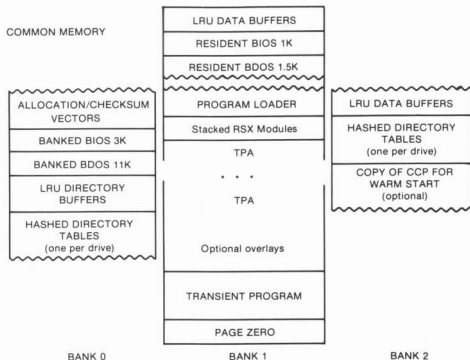 COMMON MEMORY
LRU DATA BUFFERS
RESIDENT BIOS 1K
RESIDENT BDOS 1.5K
ALLOCATION/CHECKSUM
VECTORS
BANKED BIOS 3K
BANKED BDOS 11K
LRU DIRECTORY
BUFFERS
HASHED DIRECTORY
TABLES
(one per drive)
PROGRAM LOADER
Stacked RSX Modules
TPA
. . .
TPA
Optional overlays
TRANSIENT PROGRAM
PAGE ZERO
LRU DATA BUFFERS
HASHED DIRECTORY
TABLES
(one per drive)
COPY OF CCP FOR
WARM START
(optional)
BANK 0
BANK 1
BANK 2